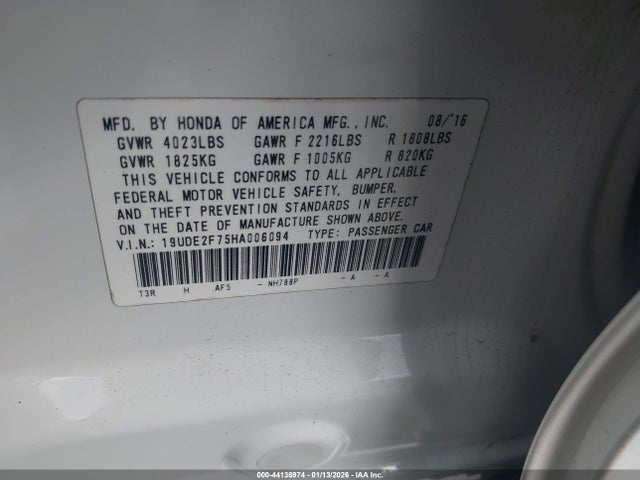 MFD. BY HONDA OF AMERICA MFG., INC. 08/'16
GVWR 4023LBS GAWR F 2216LBS R 1808LBS
GVWR 1825KG GAWR F 1005KG R 820KG
THIS VEHICLE CONFORMS TO ALL APPLICABLE
FEDERAL MOTOR VEHICLE SAFETY, BUMPER,
AND THEFT PREVENTION STANDARDS IN EFFECT
ON THE DATE OF MANUFACTURE SHOWN ABOVE.
V.I.N.: 19UDE2F75HA006094 TYPE: PASSENGER CAR
T3R H AF5 - NH788P - A - A
000-44136974 | 01/13/2026 - IAA Inc.